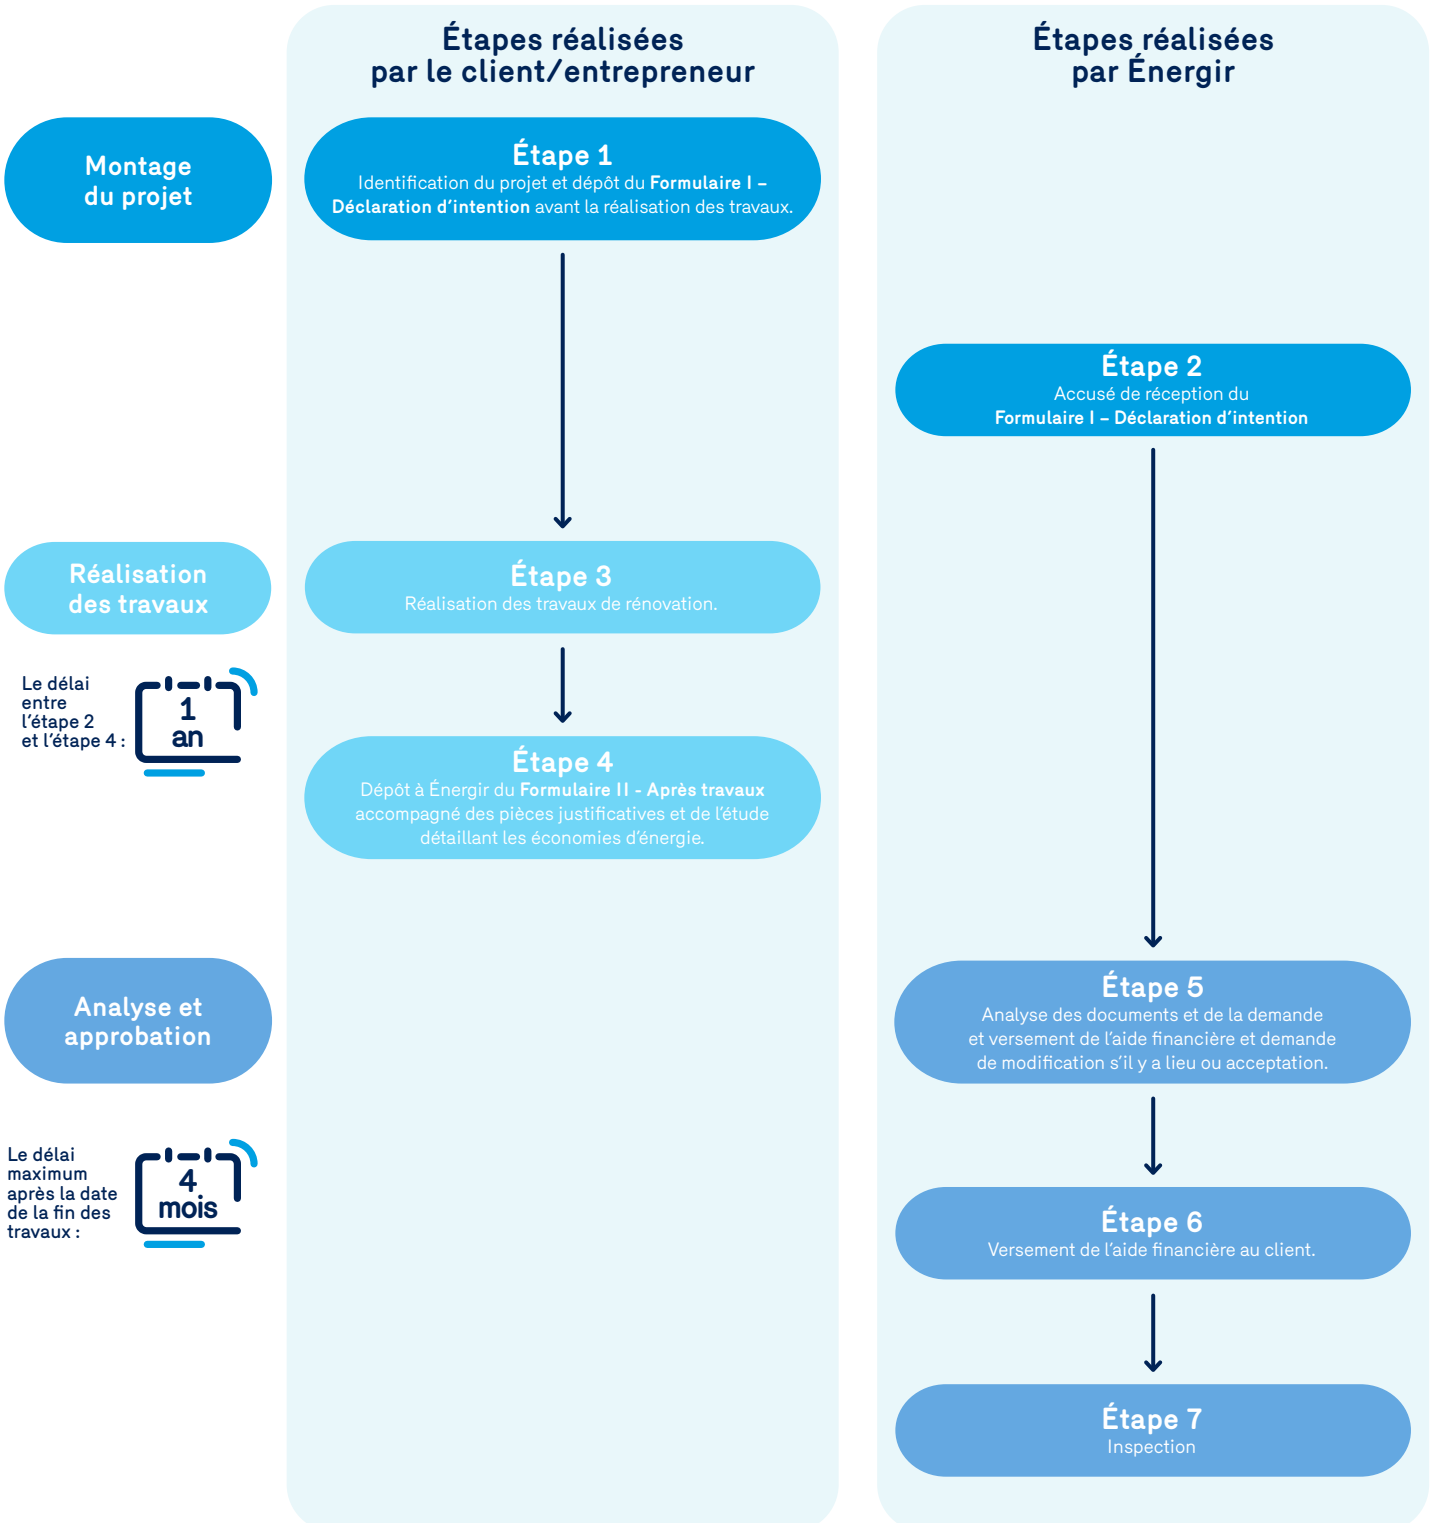 Étapes réalisées
par le client/entrepreneur
Étapes réalisées
par Énergir
Montage
du projet
Étape 1
Identification du projet et dépôt du Formulaire I –
Déclaration d’intention avant la réalisation des travaux.
Étape 2
Accusé de réception du
Formulaire I – Déclaration d’intention
Réalisation
des travaux
Étape 3
Réalisation des travaux de rénovation.
Le délai
entre
l’étape 2
et l’étape 4 :
1
an
Étape 4
Dépôt à Énergir du Formulaire II - Après travaux
accompagné des pièces justificatives et de l’étude
détaillant les économies d’énergie.
Analyse et
approbation
Étape 5
Analyse des documents et de la demande
et versement de l’aide financière et demande
de modification s’il y a lieu ou acceptation.
Le délai
maximum
après la date
de la fin des
travaux :
4
mois
Étape 6
Versement de l’aide financière au client.
Étape 7
Inspection